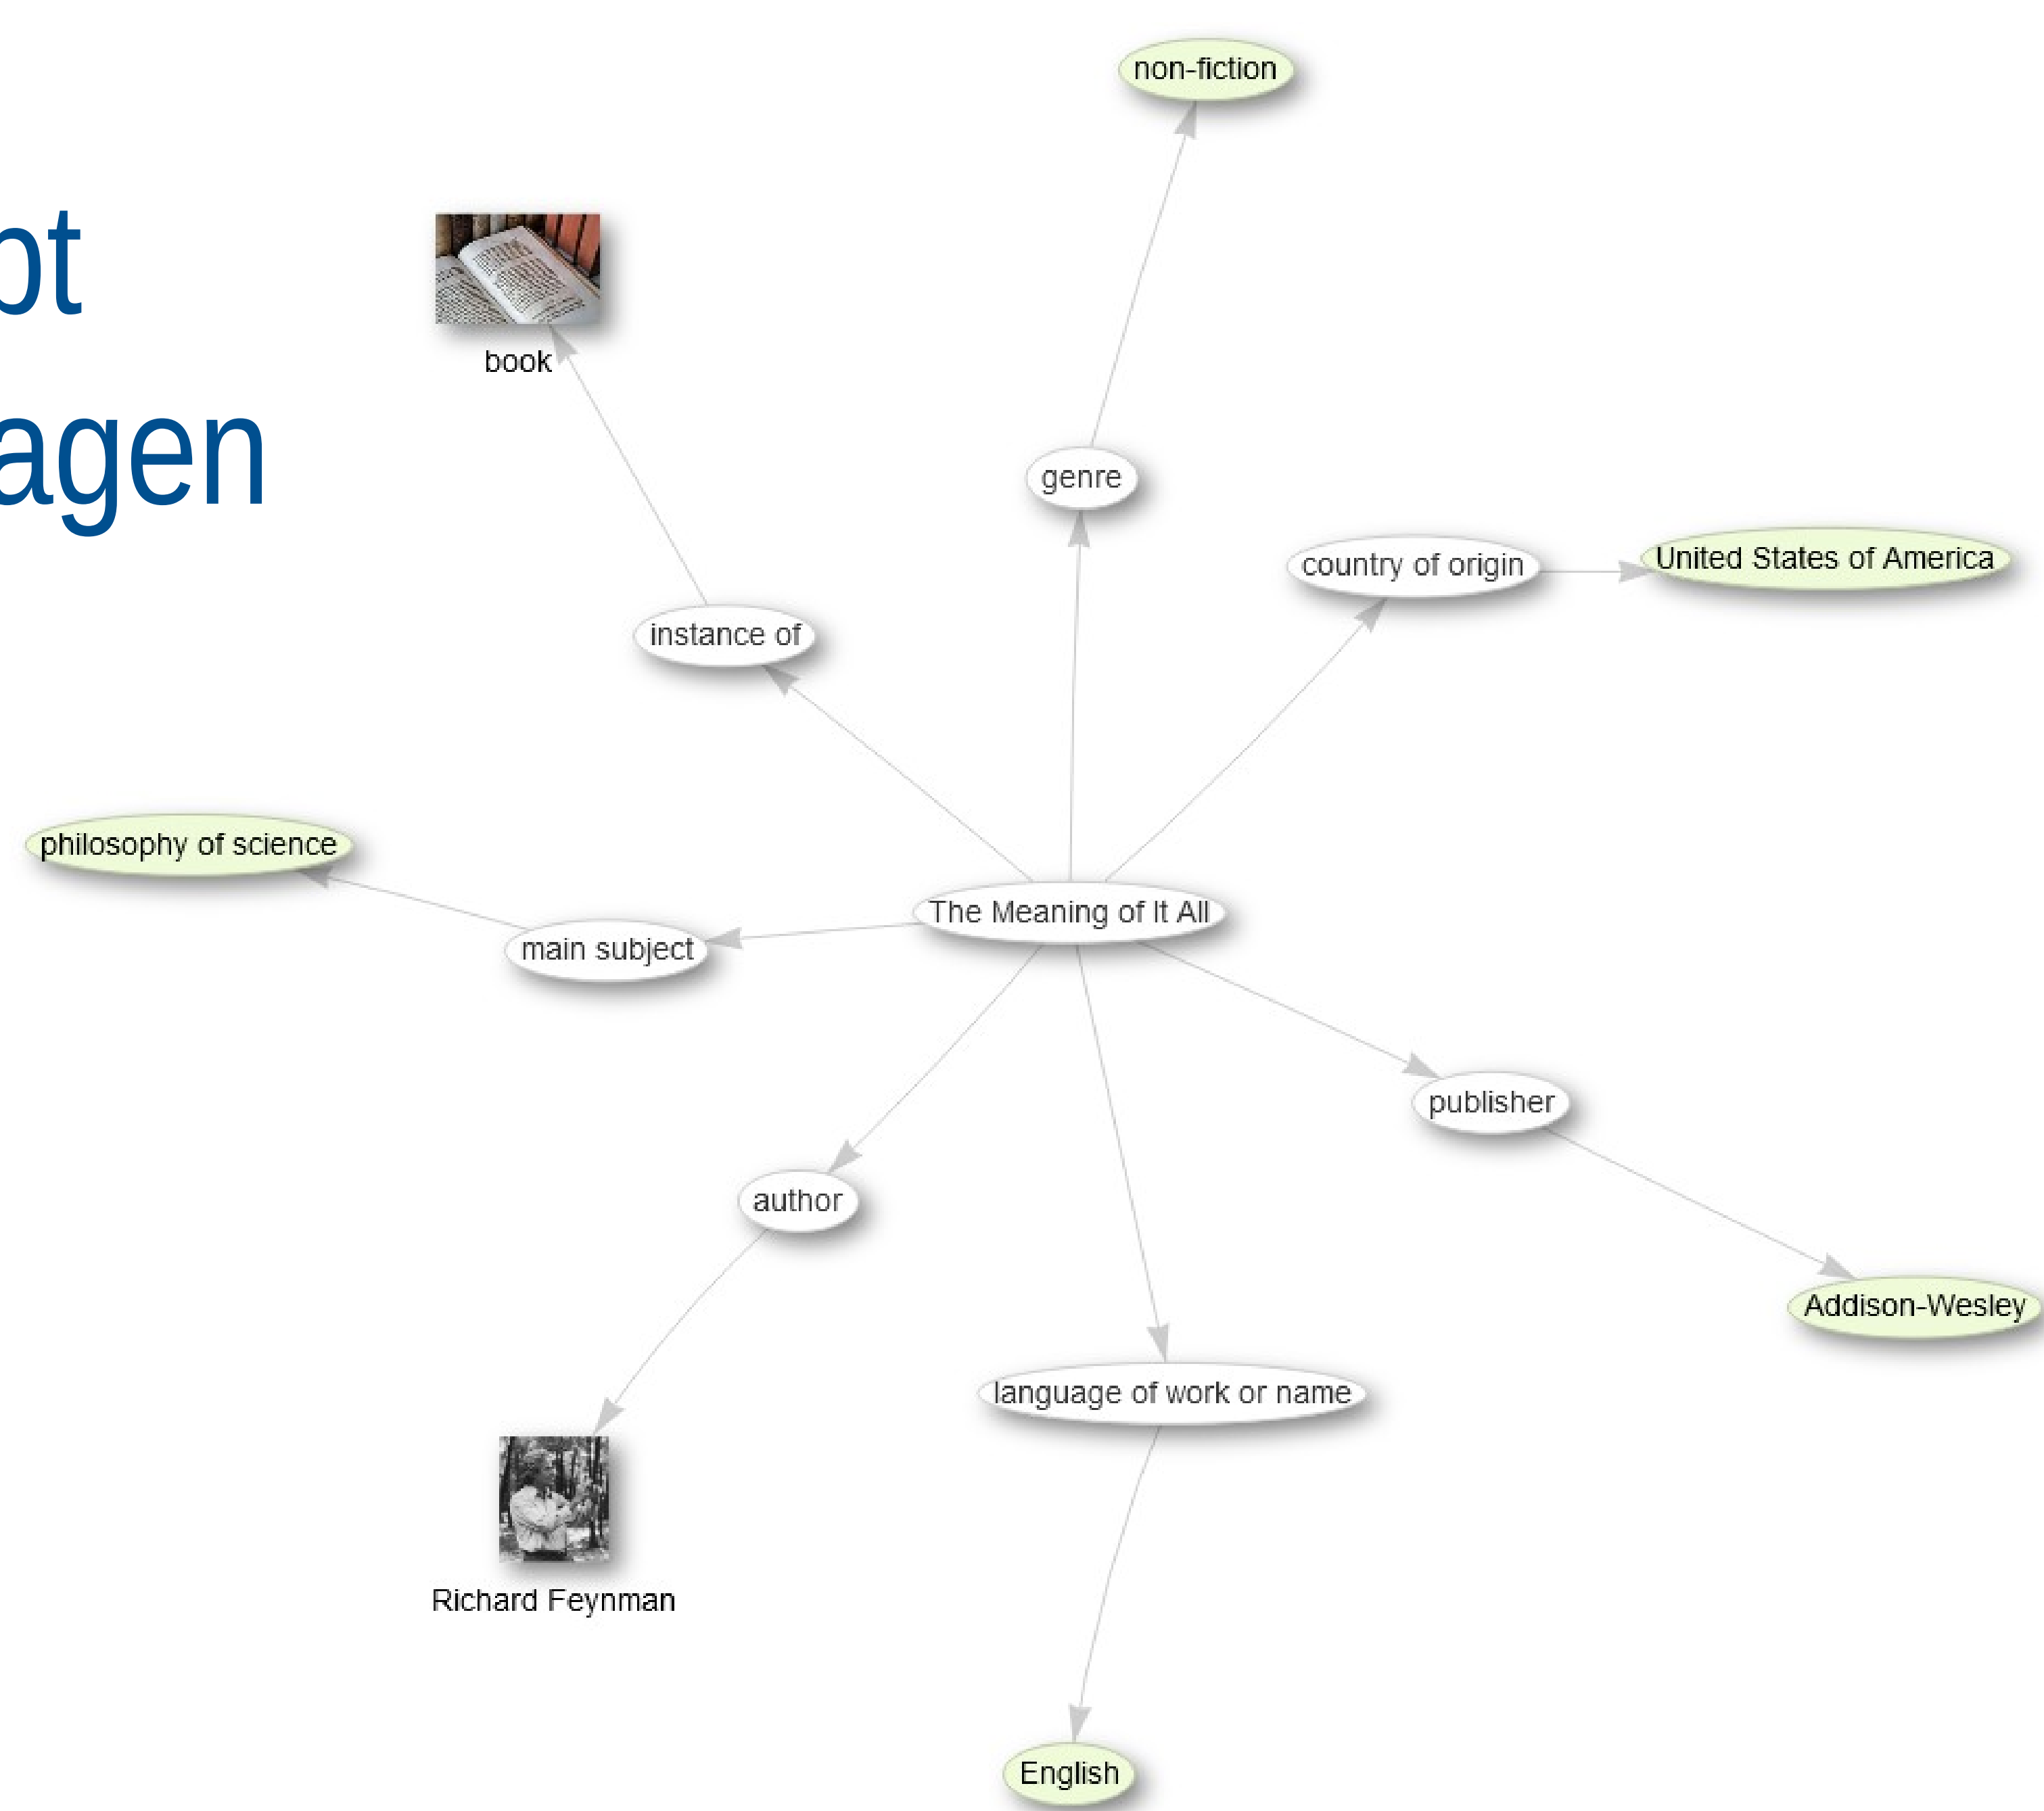 pt
agen
non-fiction
book
genre
country of origin
United States of America
instance of
philosophy of science
The Meaning of It All
main subject
publisher
author
Addison-Wesley
language of work or name
Richard Feynman
English